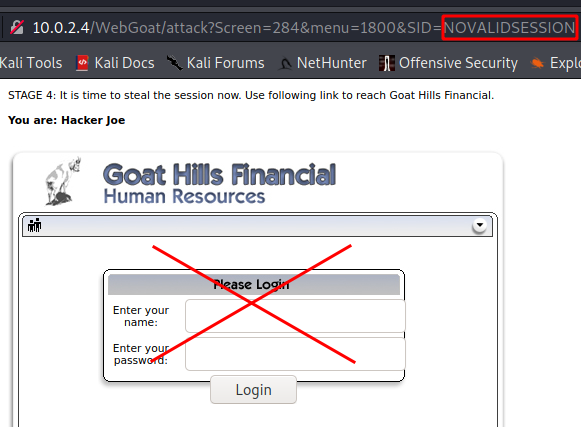 10.0.2.4/WebGoat/attack?Screen=284&menu=1800&SID=NOVALIDSESSION
Kali Tools Kali Docs Kali Forums NetHunter Offensive Security Explo
STAGE 4: It is time to steal the session now. Use following link to reach Goat Hills Financial.
You are: Hacker Joe
Goat Hills Financial
Human Resources
Please Login
Enter your
name:
Enter your
password:
Login